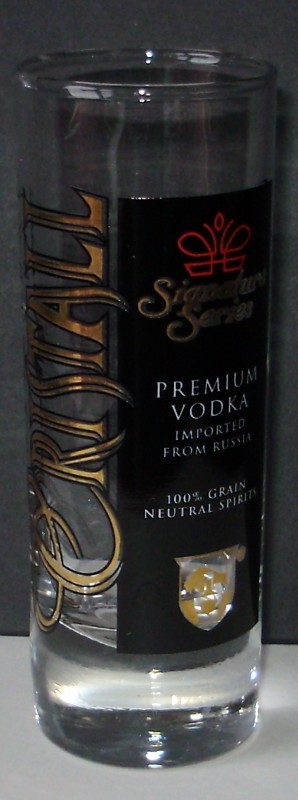 CRISTALL
Signature
Series
PREMIUM
VODKA
IMPORTED
FROM RUSSIA
100% GRAIN
NEUTRAL SPIRITS